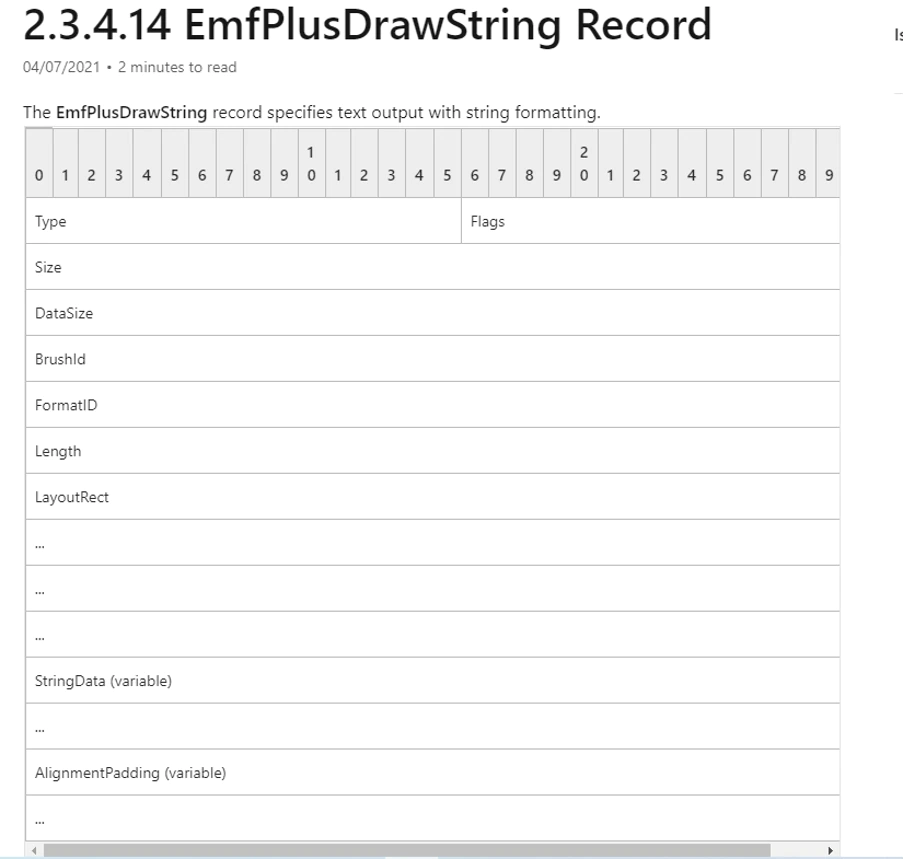 2.3.4.14 EmfPlusDrawString Record
04/07/2021 • 2 minutes to read
Is
The EmfPlusDrawString record specifies text output with string formatting.
1 2
0 1 2 3 4 5 6 7 8 9 0 1 2 3 4 5 6 7 8 9 0 1 2 3 4 5 6 7 8 9
Type Flags
Size
DataSize
BrushId
FormatID
Length
LayoutRect
...
...
...
StringData (variable)
...
AlignmentPadding (variable)
...